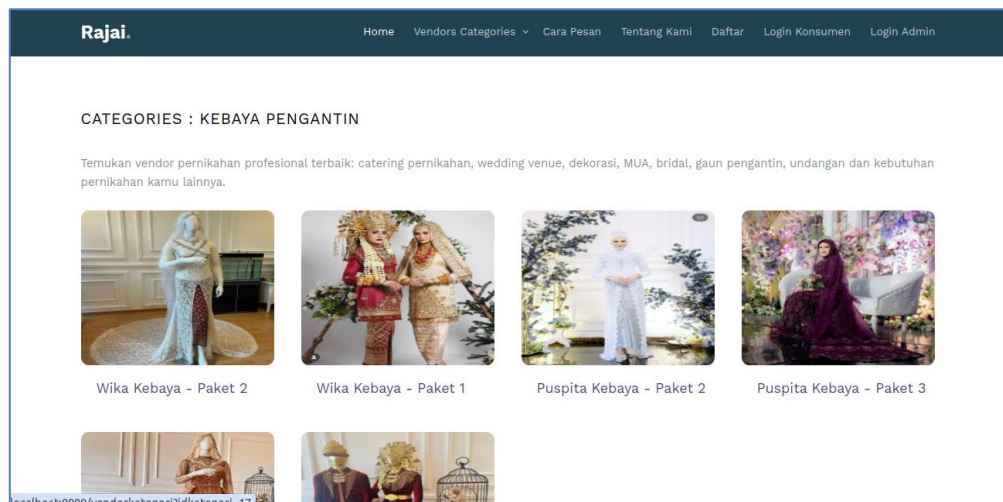 Rajai.
Home Vendors Categories Cara Pesan Tentang Kami Daftar Login Konsumen Login Admin
CATEGORIES : KEBAYA PENGANTIN
Temukan vendor pernikahan profesional terbaik: catering pernikahan, wedding venue, dekorasi, MUA, bridal, gaun pengantin, undangan dan kebutuhan
pernikahan kamu lainnya.
Wika Kebaya - Paket 2
Wika Kebaya - Paket 1
Puspita Kebaya - Paket 2
Puspita Kebaya - Paket 3